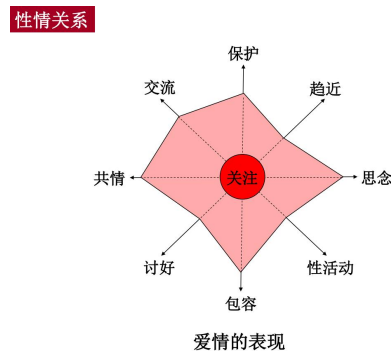 性情关系
保护
交流
趋近
共情
关注
思念
讨好
性活动
包容
爱情的表现